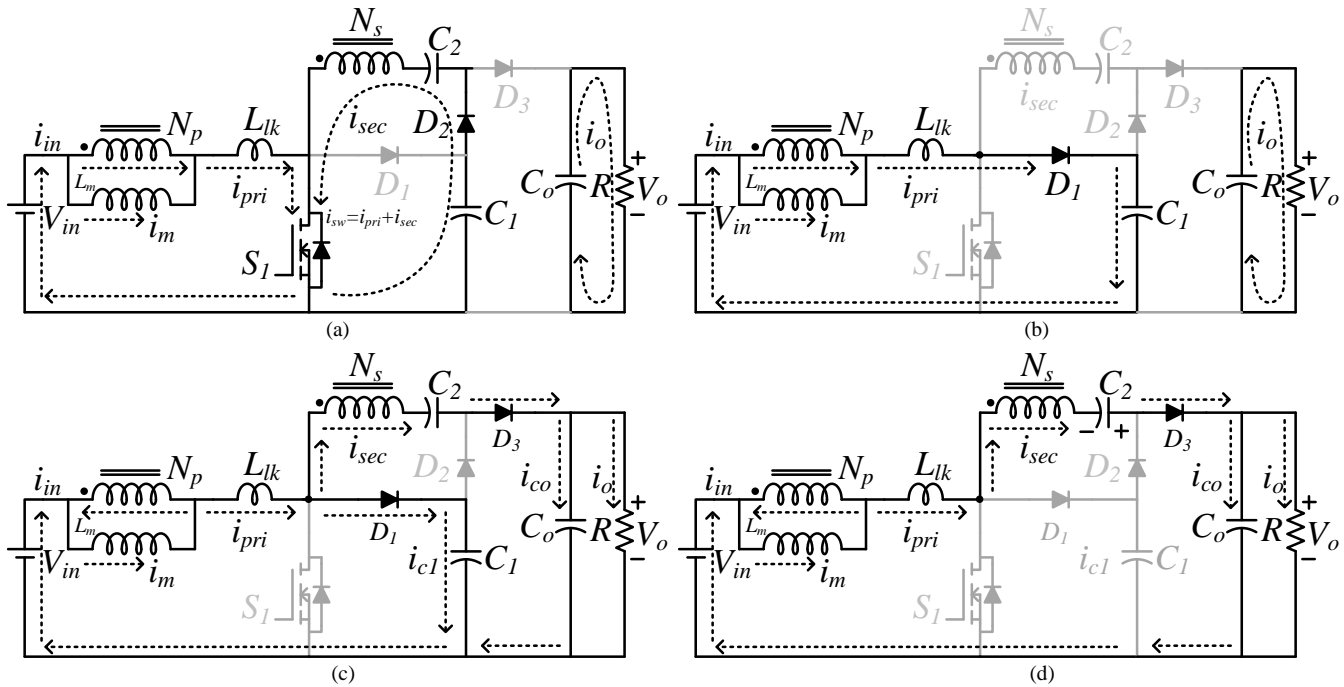 N_s
C_2
D_3
i_sec
D_2
i_in
N_p
L_lk
L_m
i_pri
D_1
i_o
C_o
R
V_o
+
−
V_in
i_m
i_sw=i_pri+i_sec
C_1
S_1
(a)
N_s
C_2
D_3
i_sec
D_2
i_in
N_p
L_lk
L_m
i_pri
D_1
i_o
C_o
R
V_o
+
−
V_in
i_m
C_1
S_1
(b)
N_s
C_2
D_3
i_sec
D_2
i_in
N_p
L_lk
L_m
i_pri
D_1
i_co
i_o
C_o
R
V_o
+
−
V_in
i_m
i_c1
C_1
S_1
(c)
N_s
C_2
− +
D_3
i_sec
D_2
i_in
N_p
L_lk
L_m
i_pri
D_1
i_co
i_o
C_o
R
V_o
+
−
V_in
i_m
i_c1
C_1
S_1
(d)